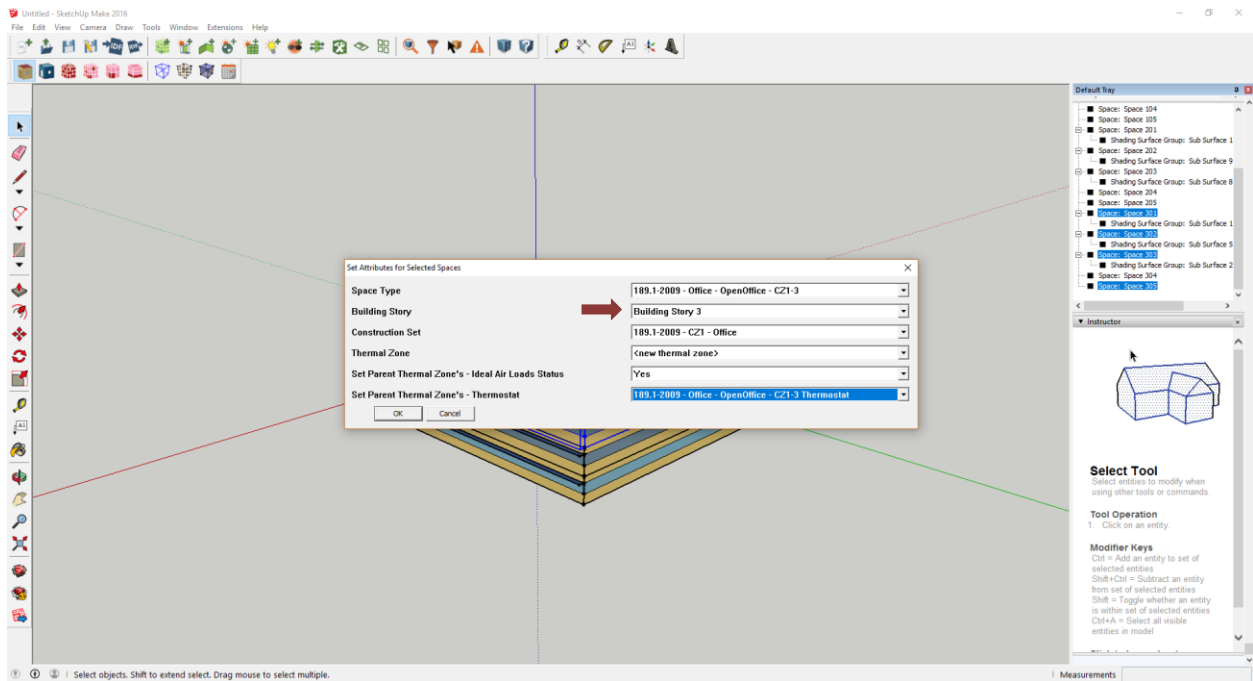 Untitled - SketchUp Make 2016
File Edit View Camera Draw Tools Window Extensions Help
Default Tray
Space: Space 104
Space: Space 105
Space: Space 201
Shading Surface Group: Sub Surface 1
Space: Space 202
Shading Surface Group: Sub Surface 9
Space: Space 203
Shading Surface Group: Sub Surface 8
Space: Space 204
Space: Space 205
Space: Space 301
Shading Surface Group: Sub Surface 1
Space: Space 302
Shading Surface Group: Sub Surface 5
Space: Space 303
Shading Surface Group: Sub Surface 2
Space: Space 304
Space: Space 305
Set Attributes for Selected Spaces
Space Type 189.1-2009 - Office - OpenOffice - CZ1-3
Building Story Building Story 3
Construction Set 189.1-2009 - CZ1 - Office
Thermal Zone <new thermal zone>
Set Parent Thermal Zone's - Ideal Air Loads Status Yes
Set Parent Thermal Zone's - Thermostat 189.1-2009 - Office - OpenOffice - CZ1-3 Thermostat
OK Cancel
Instructor
Select Tool
Select entities to modify when
using other tools or commands.
Tool Operation
1. Click on an entity.
Modifier Keys
Ctrl = Add an entity to set of
selected entities
Shift+Ctrl = Subtract an entity
from set of selected entities
Shift = Toggle whether an entity
is within set of selected entities
Ctrl+A = Select all visible
entities in model
Select objects. Shift to extend select. Drag mouse to select multiple.
Measurements